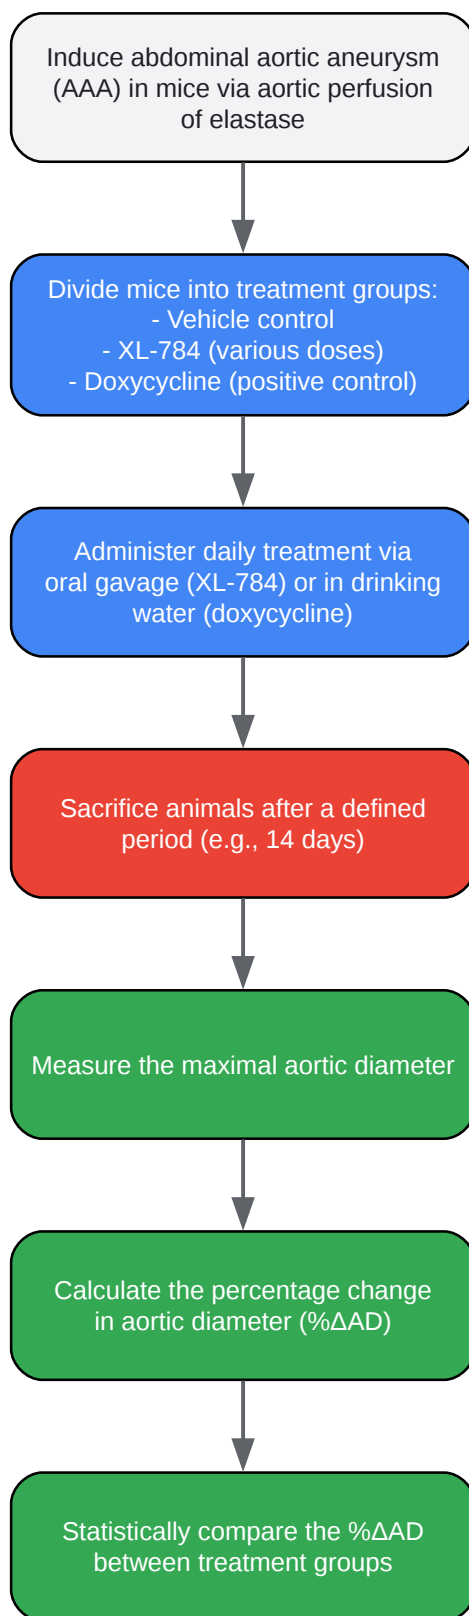 Induce abdominal aortic aneurysm
(AAA) in mice via aortic perfusion
of elastase
Divide mice into treatment groups:
- Vehicle control
- XL-784 (various doses)
- Doxycycline (positive control)
Administer daily treatment via
oral gavage (XL-784) or in drinking
water (doxycycline)
Sacrifice animals after a defined
period (e.g., 14 days)
Measure the maximal aortic diameter
Calculate the percentage change
in aortic diameter (%ΔAD)
Statistically compare the %ΔAD
between treatment groups